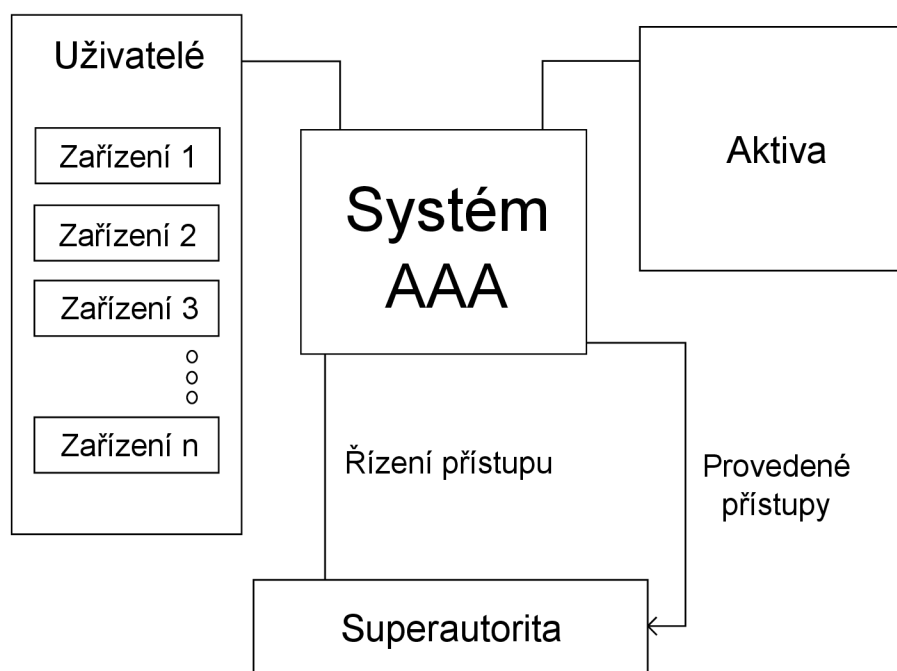 Uživatelé
Zařízení 1
Zařízení 2
Zařízení 3
Zařízení n
Systém
AAA
Aktiva
Řízení přístupu
Provedené
přístupy
Superautorita